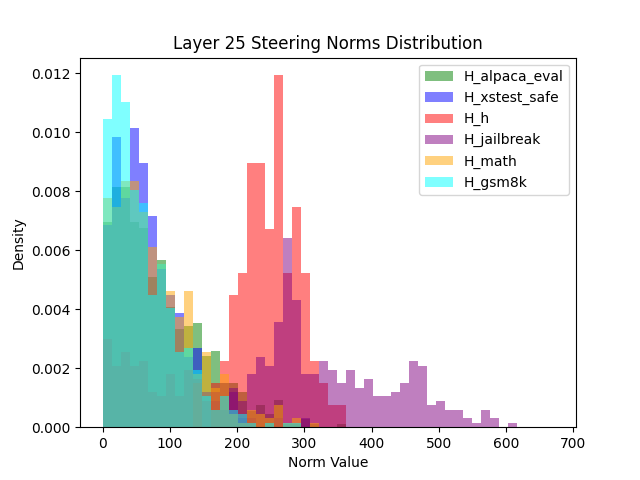 Layer 25 Steering Norms Distribution
H_alpaca_eval
H_xstest_safe
H_h
H_jailbreak
H_math
H_gsm8k
Density
0.012
0.010
0.008
0.006
0.004
0.002
0.000
0 100 200 300 400 500 600 700
Norm Value